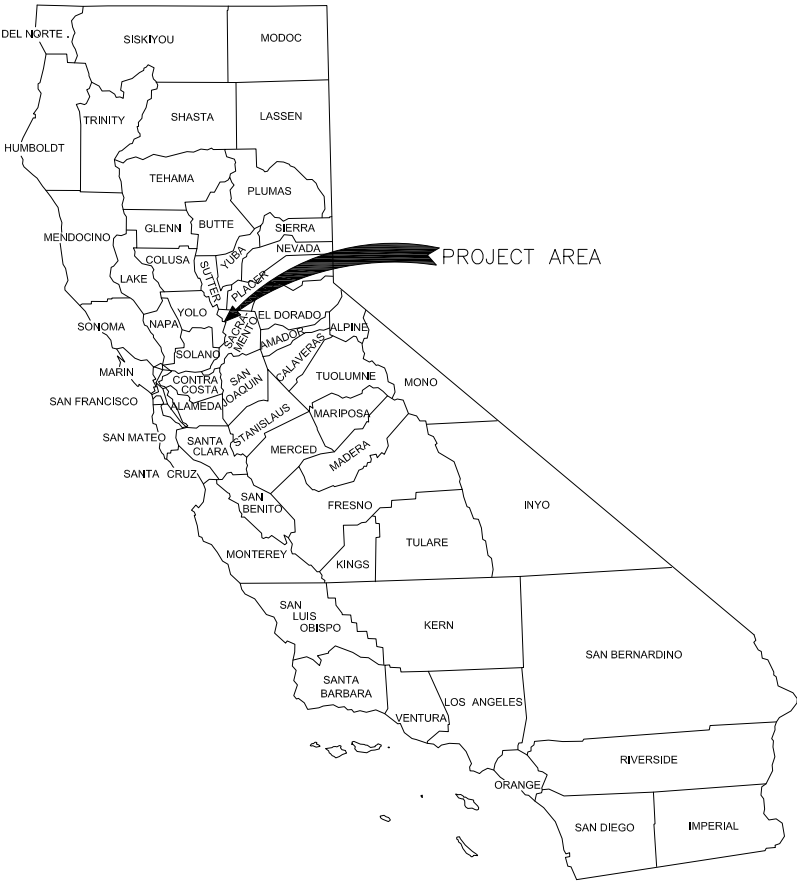 DEL NORTE
SISKIYOU
MODOC
TRINITY
SHASTA
LASSEN
HUMBOLDT
TEHAMA
PLUMAS
MENDOCINO
GLENN
BUTTE
SIERRA
NEVADA
YUBA
COLUSA
SUTTER
PROJECT AREA
LAKE
PLACER
YOLO
EL DORADO
SONOMA
NAPA
SACRA-
MENTO
ALPINE
AMADOR
SOLANO
CALAVERAS
MARIN
CONTRA
COSTA
SAN
JOAQUIN
TUOLUMNE
MONO
SAN FRANCISCO
ALAMEDA
MARIPOSA
STANISLAUS
SAN MATEO
SANTA
CLARA
MERCED
MADERA
SANTA CRUZ
SAN
BENITO
FRESNO
INYO
TULARE
MONTEREY
KINGS
SAN
LUIS
OBISPO
KERN
SAN BERNARDINO
SANTA
BARBARA
LOS ANGELES
VENTURA
RIVERSIDE
ORANGE
SAN DIEGO
IMPERIAL